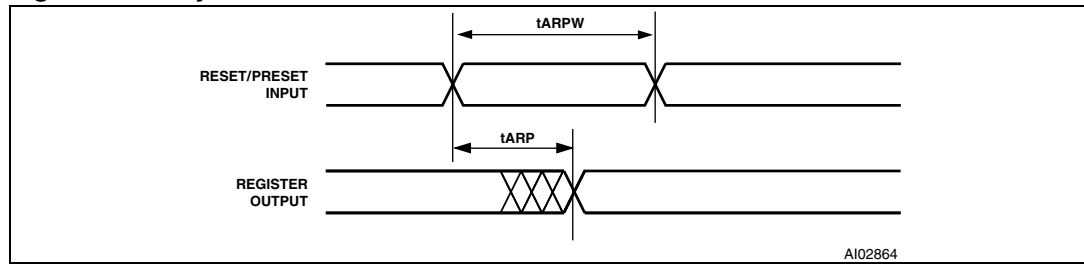 tARPW
RESET/PRESET
INPUT
tARP
REGISTER
OUTPUT
AI02864